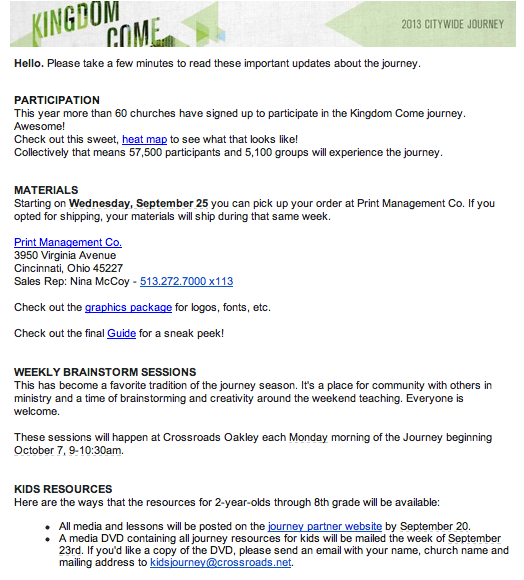 KINGDOM
COME
2013 CITYWIDE JOURNEY
Hello. Please take a few minutes to read these important updates about the journey.
PARTICIPATION
This year more than 60 churches have signed up to participate in the Kingdom Come journey.
Awesome!
Check out this sweet, heat map to see what that looks like!
Collectively that means 57,500 participants and 5,100 groups will experience the journey.
MATERIALS
Starting on Wednesday, September 25 you can pick up your order at Print Management Co. If you
opted for shipping, your materials will ship during that same week.
Print Management Co.
3950 Virginia Avenue
Cincinnati, Ohio 45227
Sales Rep: Nina McCoy - 513.272.7000 x113
Check out the graphics package for logos, fonts, etc.
Check out the final Guide for a sneak peek!
WEEKLY BRAINSTORM SESSIONS
This has become a favorite tradition of the journey season. It's a place for community with others in
ministry and a time of brainstorming and creativity around the weekend teaching. Everyone is
welcome.
These sessions will happen at Crossroads Oakley each Monday morning of the Journey beginning
October 7, 9-10:30am.
KIDS RESOURCES
Here are the ways that the resources for 2-year-olds through 8th grade will be available:
• All media and lessons will be posted on the journey partner website by September 20.
• A media DVD containing all journey resources for kids will be mailed the week of September
23rd. If you'd like a copy of the DVD, please send an email with your name, church name and
mailing address to kidsjourney@crossroads.net.